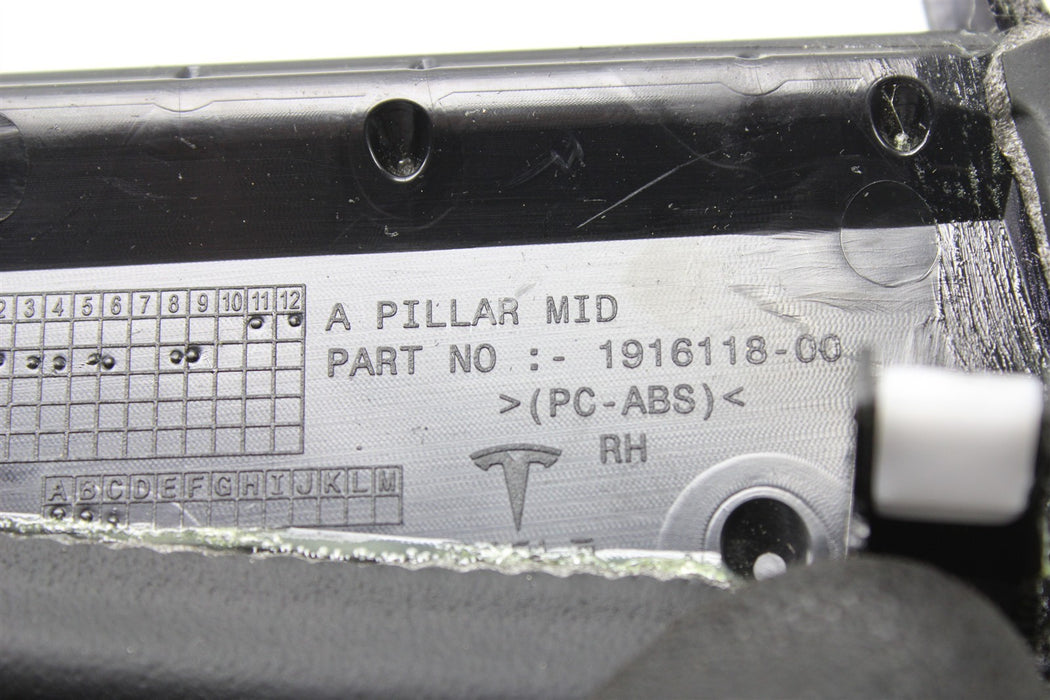 2 3 4 5 6 7 8 9 10 11 12
A PILLAR MID
PART NO :- 1916118-00
>(PC-ABS)<
RH
A B C D E F G H I J K L M